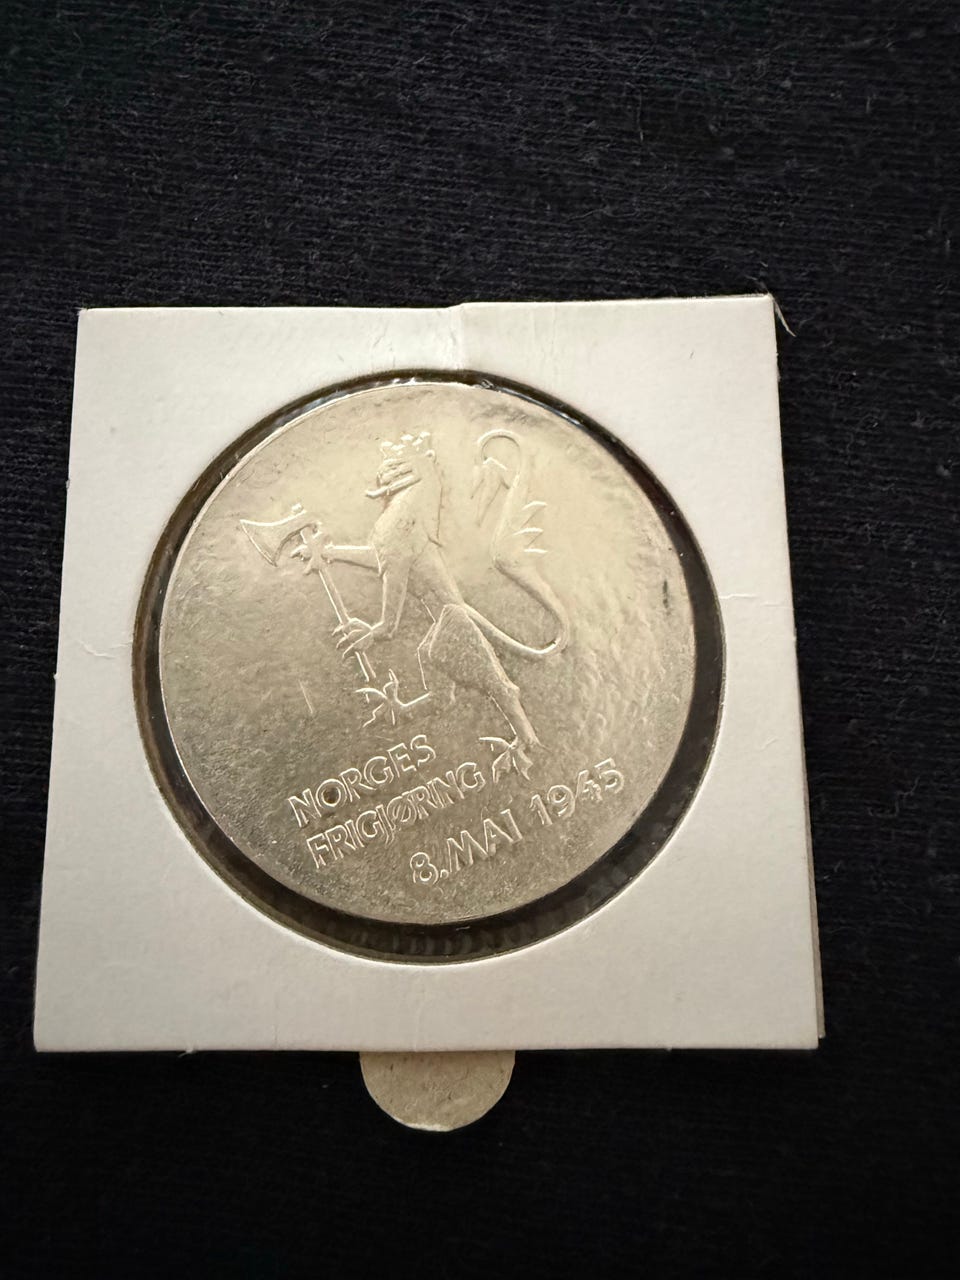 NORGES
FRIGJØRING
8. MAI 1945